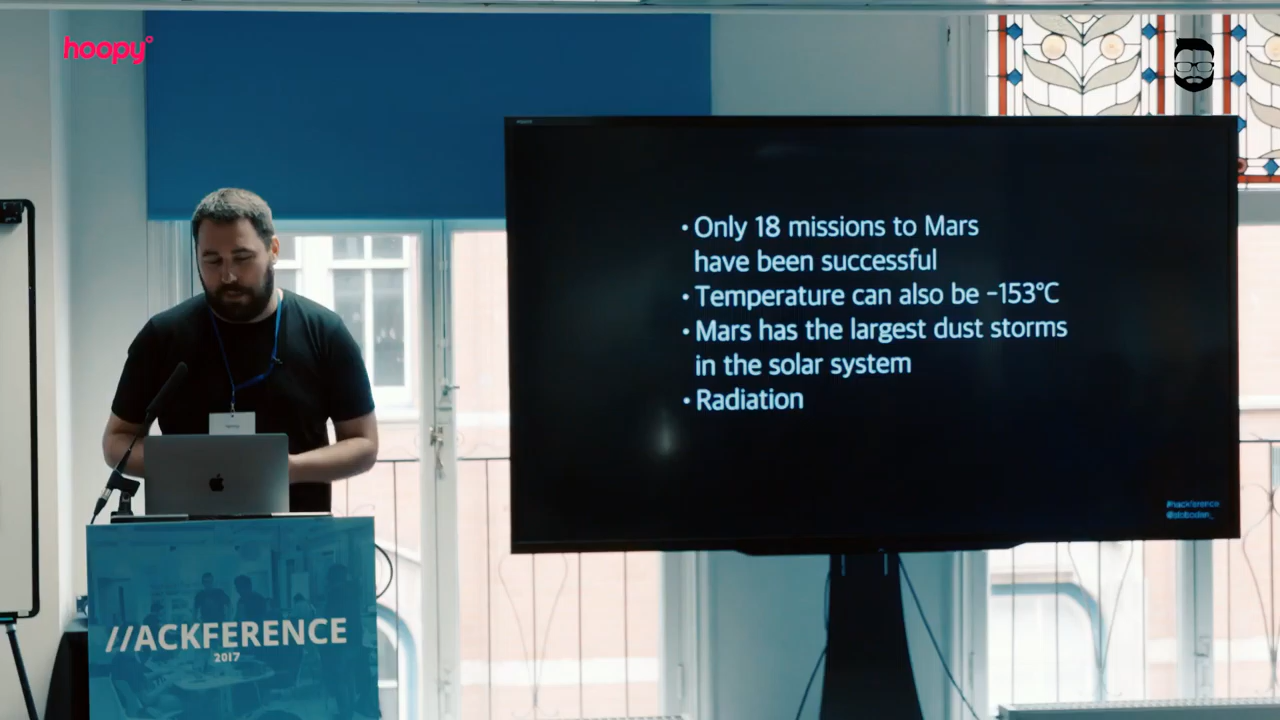 hoopy°
• Only 18 missions to Mars
have been successful
• Temperature can also be -153°C
• Mars has the largest dust storms
in the solar system
• Radiation
#hackference
//ACKFERENCE
2017